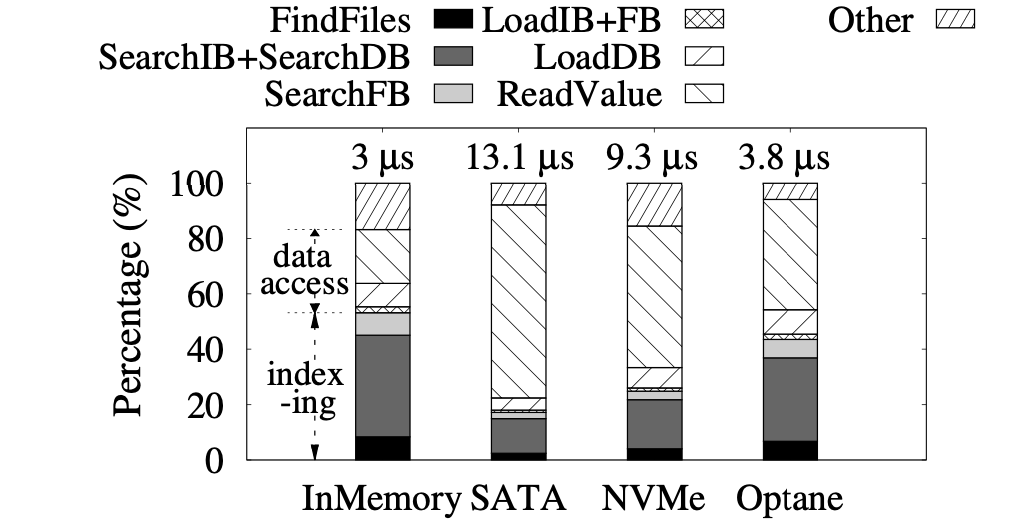 FindFiles LoadIB+FB Other
SearchIB+SearchDB LoadDB
SearchFB ReadValue
3 μs 13.1 μs 9.3 μs 3.8 μs
Percentage (%)
100
80
60
40
20
0
data
access
index
-ing
InMemory SATA NVMe Optane